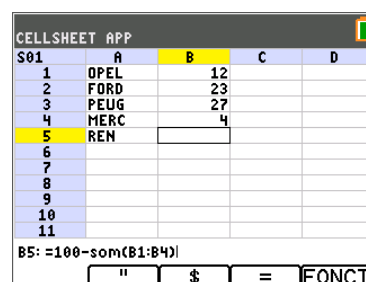 CELLSHEET APP
S01 A B C D
1 OPEL 12
2 FORD 23
3 PEUG 27
4 MERC 4
5 REN
6
7
8
9
10
11
B5: =100-som(B1:B4)
" $ = FONCT